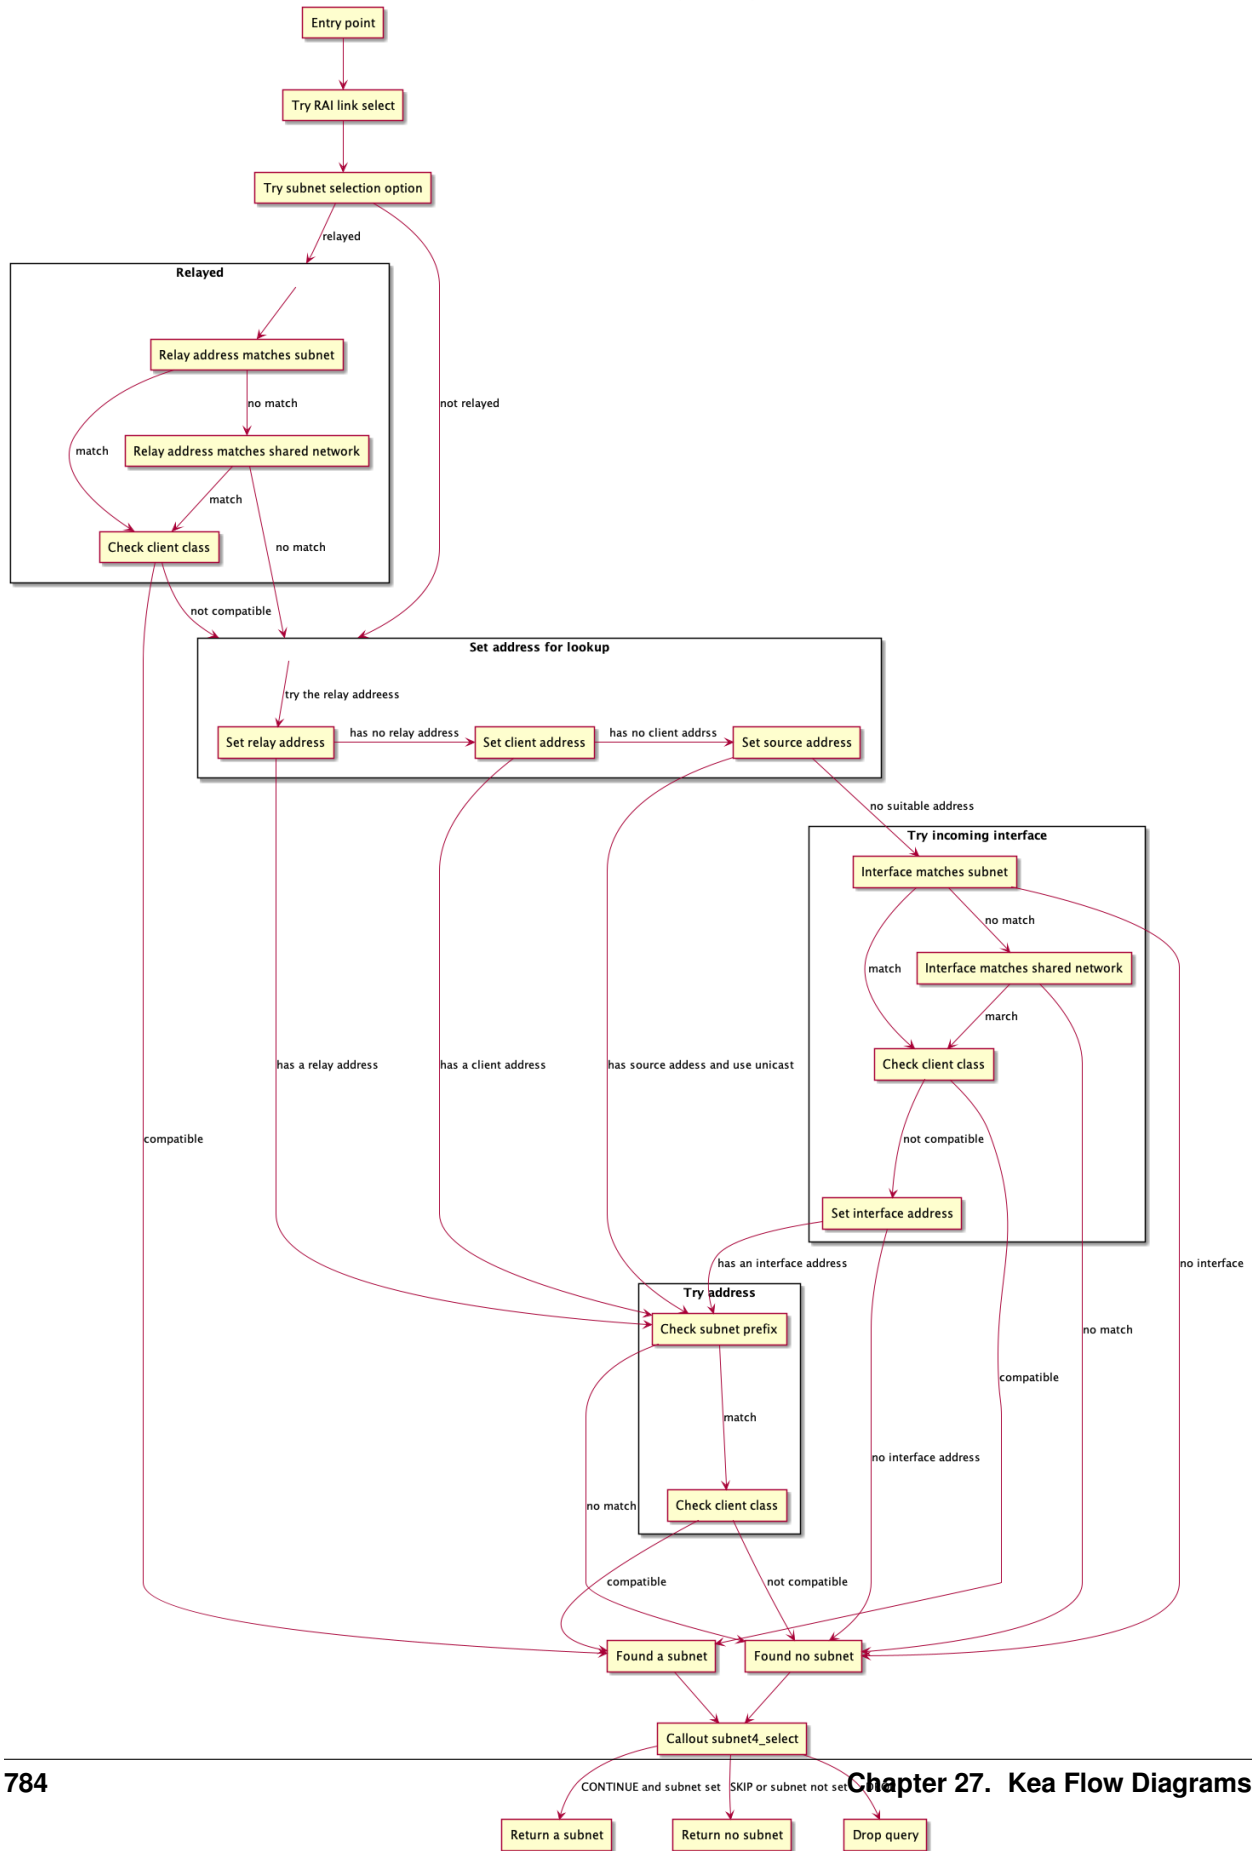 Entry point
Try RAI link select
Try subnet selection option
relayed
Relayed
Relay address matches subnet
no match
not relayed
match
Relay address matches shared network
match
Check client class
no match
not compatible
Set address for lookup
try the relay addreess
Set relay address
has no relay address
Set client address
has no client addrss
Set source address
no suitable address
Try incoming interface
Interface matches subnet
no match
match
Interface matches shared network
march
Check client class
has a relay address
has a client address
has source addess and use unicast
compatible
not compatible
Set interface address
has an interface address
no interface
Try address
Check subnet prefix
no match
compatible
match
no interface address
Check client class
no match
compatible
not compatible
Found a subnet
Found no subnet
Callout subnet4_select
CONTINUE and subnet set
SKIP or subnet not set
784
Chapter 27. Kea Flow Diagrams
Return a subnet
Return no subnet
Drop query